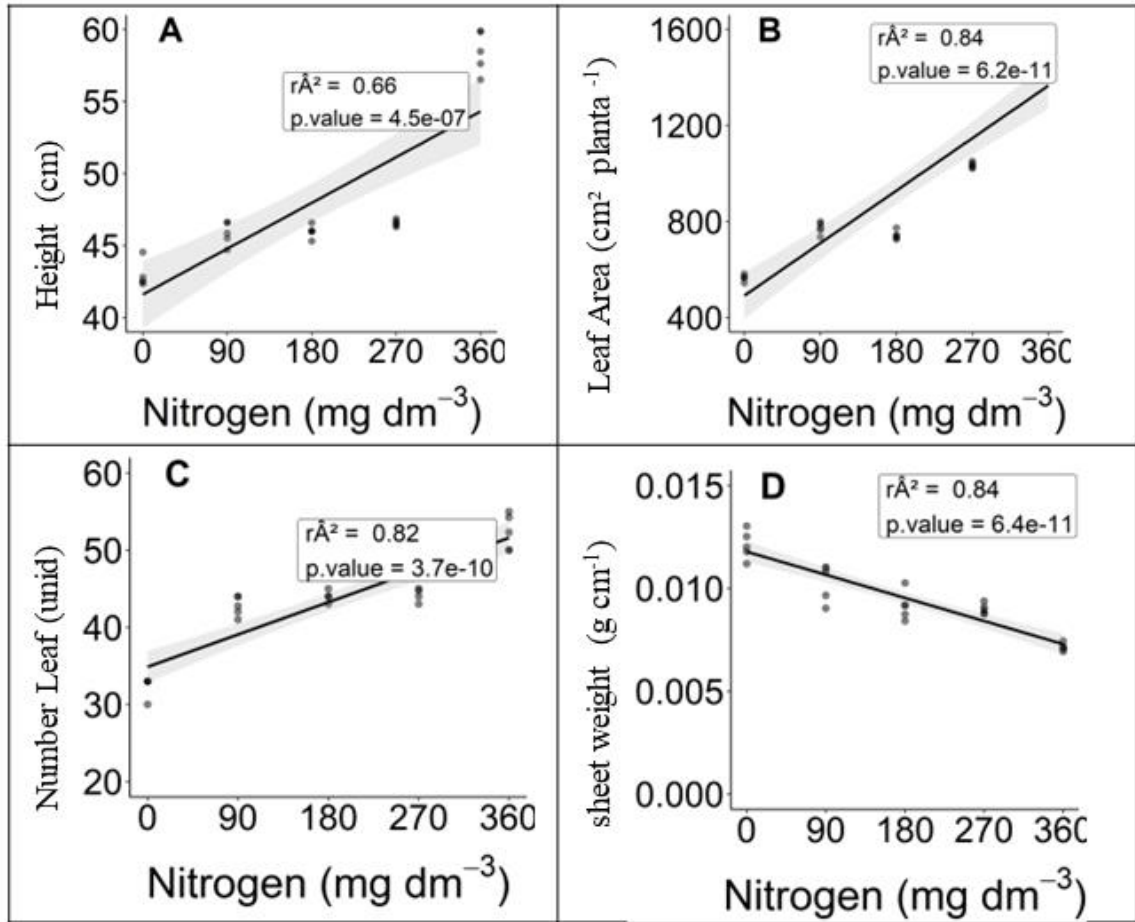 A
rÂ² = 0.66
p.value = 4.5e-07
Height (cm)
60
55
50
45
40
0 90 180 270 360
Nitrogen (mg dm⁻³)
B
rÂ² = 0.84
p.value = 6.2e-11
Leaf Area (cm² planta ⁻¹)
1600
1200
800
400
0 90 180 270 360
Nitrogen (mg dm⁻³)
C
rÂ² = 0.82
p.value = 3.7e-10
Number Leaf (unid)
60
50
40
30
20
0 90 180 270 360
Nitrogen (mg dm⁻³)
D
rÂ² = 0.84
p.value = 6.4e-11
sheet weight (g cm⁻¹)
0.015
0.010
0.005
0.000
0 90 180 270 360
Nitrogen (mg dm⁻³)